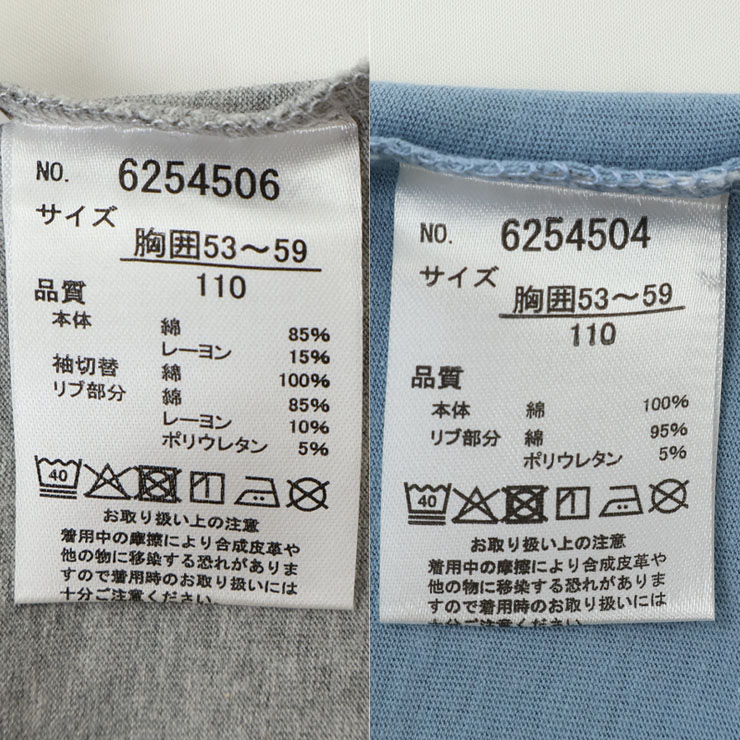 NO. 6254506
サイズ
胸囲53～59
110
品質
本体 綿 85%
レーヨン 15%
袖切替 綿 100%
リブ部分 綿 85%
レーヨン 10%
ポリウレタン 5%
40
お取り扱い上の注意
着用中の摩擦により合成皮革や
他の物に移染する恐れがありま
すので着用時のお取り扱いには
十分ご注意ください。
NO. 6254504
サイズ
胸囲53～59
110
品質
本体 綿 100%
リブ部分 綿 95%
ポリウレタン 5%
40
お取り扱い上の注意
着用中の摩擦により合成皮革や
他の物に移染する恐れがありま
すので着用時のお取り扱いには